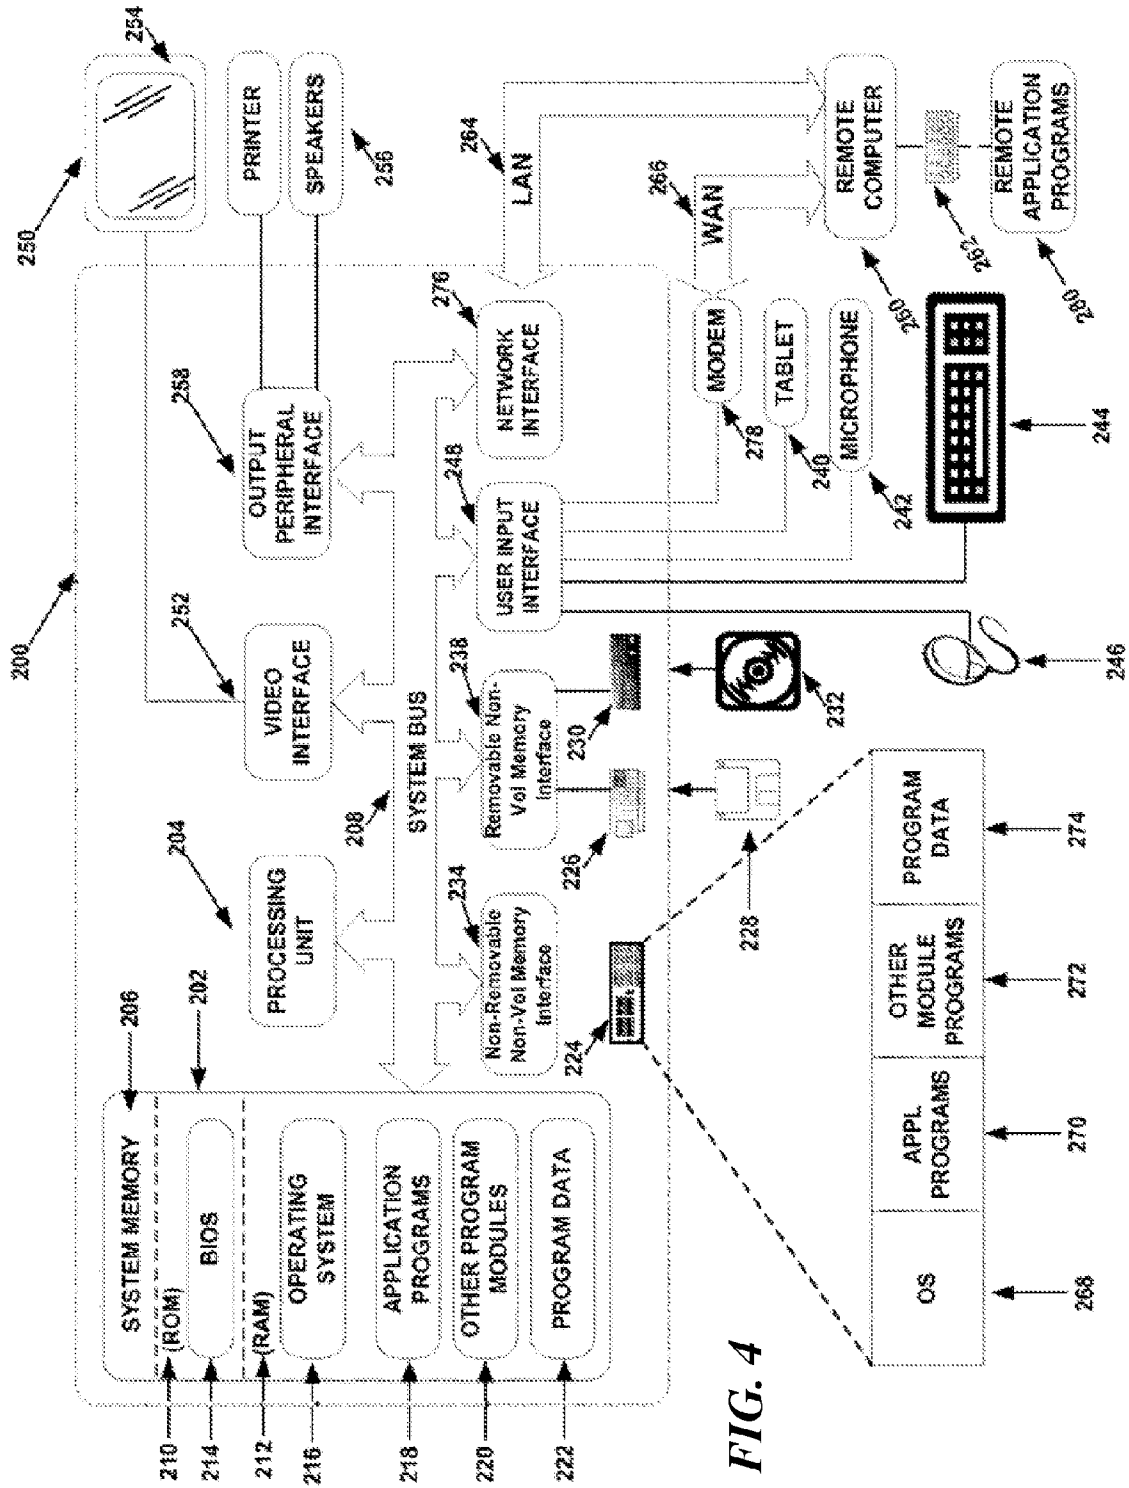 200
250
254
206
SYSTEM MEMORY
210
(ROM)
202
214
BIOS
212
(RAM)
216
OPERATING
SYSTEM
218
APPLICATION
PROGRAMS
220
OTHER PROGRAM
MODULES
222
PROGRAM DATA
204
PROCESSING
UNIT
252
VIDEO
INTERFACE
258
OUTPUT
PERIPHERAL
INTERFACE
PRINTER
SPEAKERS
256
208
SYSTEM BUS
234
Non-Removable
Non-Vol Memory
Interface
238
Removable Non-
Vol Memory
Interface
248
USER INPUT
INTERFACE
276
NETWORK
INTERFACE
264
LAN
224
226
230
266
WAN
MODEM
278
TABLET
240
MICROPHONE
242
228
232
REMOTE
COMPUTER
260
262
REMOTE
APPLICATION
PROGRAMS
280
246
244
OS
APPL
PROGRAMS
OTHER
MODULE
PROGRAMS
PROGRAM
DATA
268
270
272
274
FIG. 4